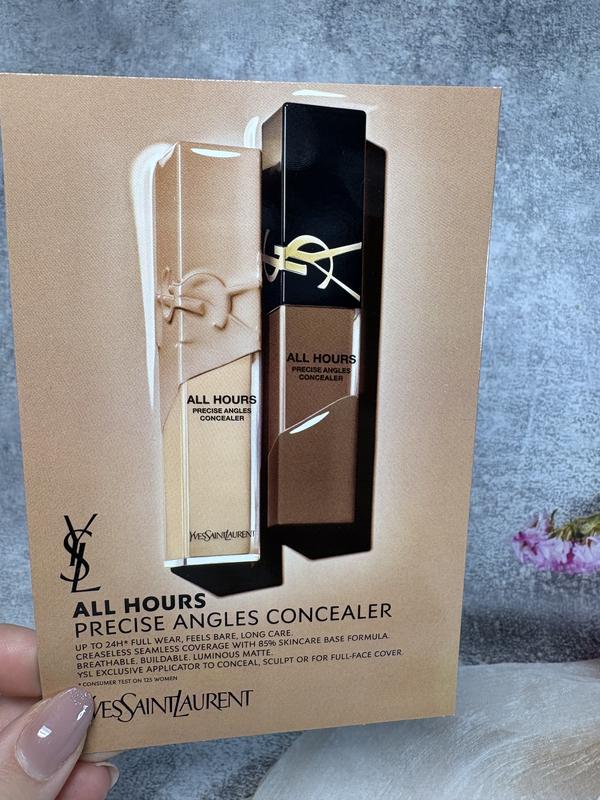 ALL HOURS
PRECISE ANGLES
CONCEALER
YVESSAINTLAURENT
YSL
ALL HOURS
PRECISE ANGLES
CONCEALER
YSL
YSL
ALL HOURS
PRECISE ANGLES CONCEALER
UP TO 24H* FULL WEAR, FEELS BARE, LONG CARE.
CREASELESS SEAMLESS COVERAGE WITH 85% SKINCARE BASE FORMULA.
BREATHABLE. BUILDABLE. LUMINOUS MATTE.
YSL EXCLUSIVE APPLICATOR TO CONCEAL, SCULPT OR FOR FULL-FACE COVER.
*CONSUMER TEST ON 125 WOMEN
YVESSAINTLAURENT